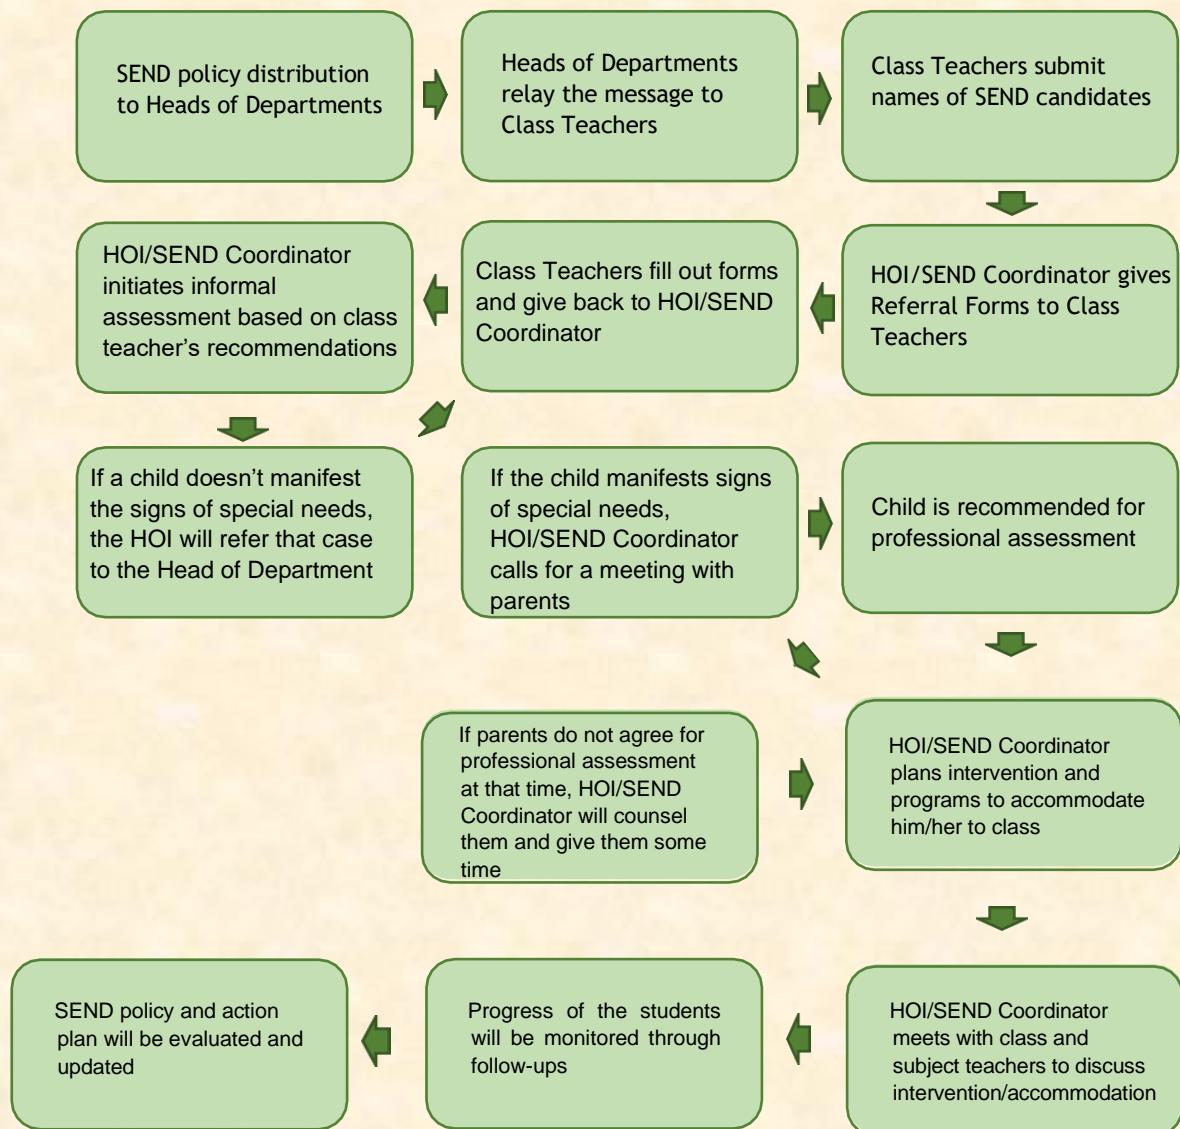 SEND policy distribution
to Heads of Departments
Heads of Departments
relay the message to
Class Teachers
Class Teachers submit
names of SEND candidates
HOI/SEND Coordinator gives
Referral Forms to Class
Teachers
Class Teachers fill out forms
and give back to HOI/SEND
Coordinator
HOI/SEND Coordinator
initiates informal
assessment based on class
teacher’s recommendations
If a child doesn’t manifest
the signs of special needs,
the HOI will refer that case
to the Head of Department
If the child manifests signs
of special needs,
HOI/SEND Coordinator
calls for a meeting with
parents
Child is recommended for
professional assessment
If parents do not agree for
professional assessment
at that time, HOI/SEND
Coordinator will counsel
them and give them some
time
HOI/SEND Coordinator
plans intervention and
programs to accommodate
him/her to class
HOI/SEND Coordinator
meets with class and
subject teachers to discuss
intervention/accommodation
Progress of the students
will be monitored through
follow-ups
SEND policy and action
plan will be evaluated and
updated